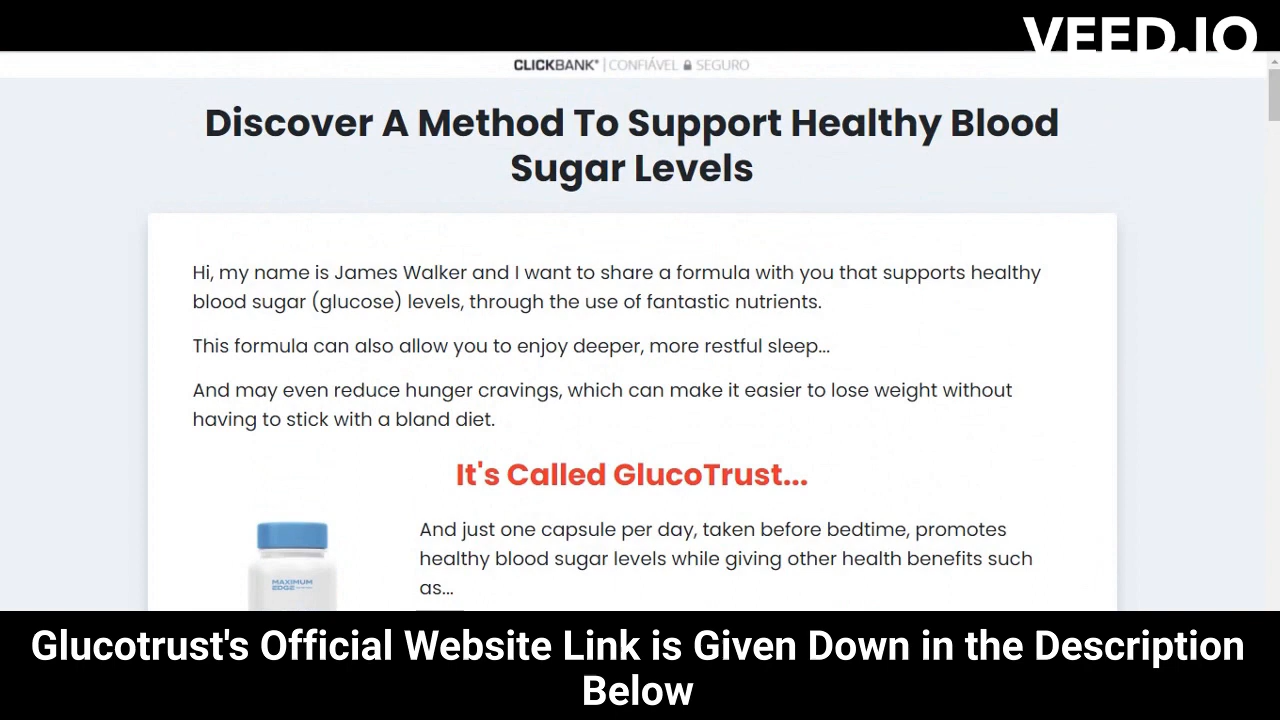 VEED.IO
CLICKBANK® | CONFIÁVEL SEGURO
Discover A Method To Support Healthy Blood
Sugar Levels
Hi, my name is James Walker and I want to share a formula with you that supports healthy
blood sugar (glucose) levels, through the use of fantastic nutrients.
This formula can also allow you to enjoy deeper, more restful sleep...
And may even reduce hunger cravings, which can make it easier to lose weight without
having to stick with a bland diet.
It's Called GlucoTrust...
And just one capsule per day, taken before bedtime, promotes
healthy blood sugar levels while giving other health benefits such
as...
MAXIMUM
EDGE
Glucotrust's Official Website Link is Given Down in the Description
Below